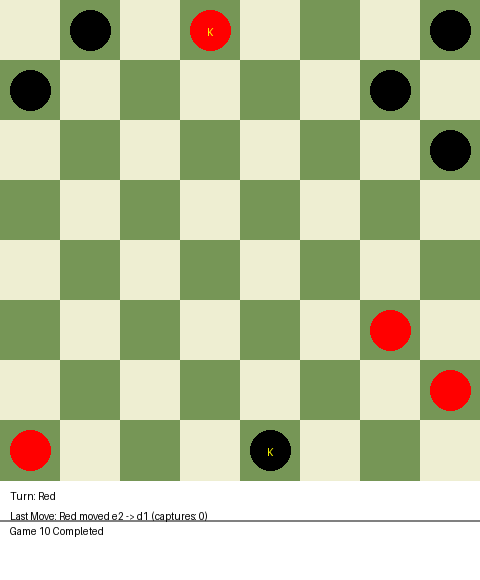 K
K
Turn: Red
Last Move: Red moved e2 -> d1 (captures: 0)
Game 10 Completed